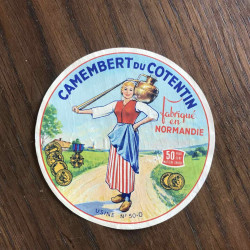 CAMEMBERT DU COTENTIN
fabriqué
en
NORMANDIE
50
USINE N° 50-D